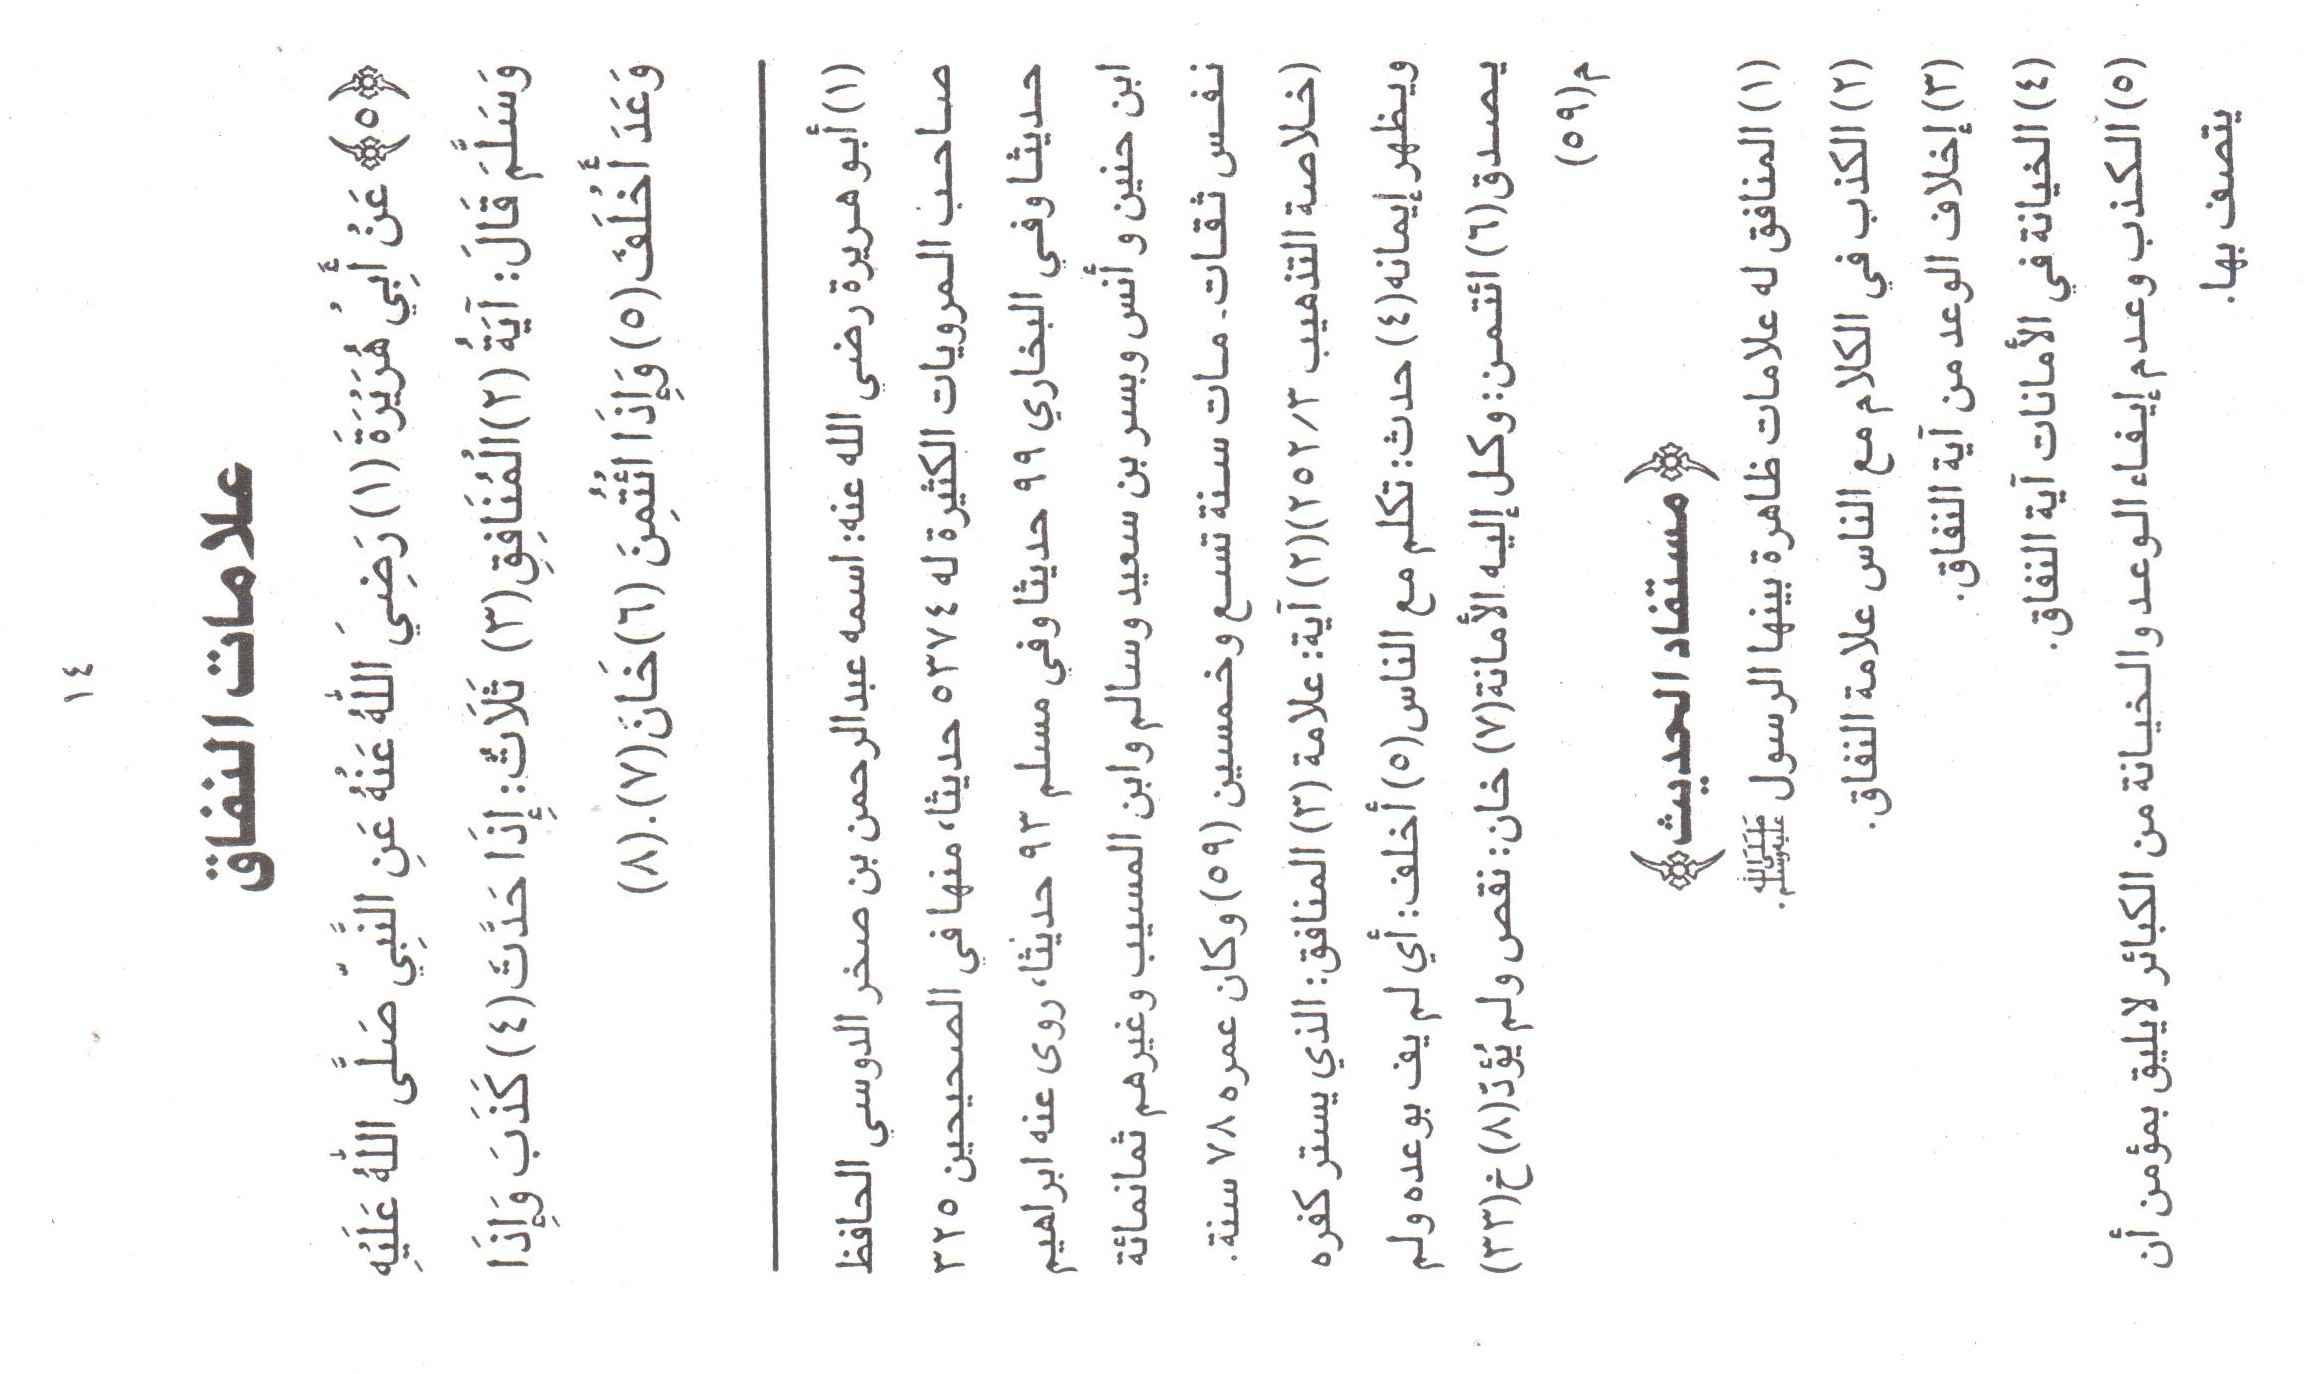 ١٤
علامات النفاق
﴿٥﴾ عَنْ أَبِيْ هُرَيْرَةَ (١) رَضِيَ اللّٰهُ عَنْهُ عَنِ النَّبِيّ صَلَّى اللّٰهُ عَلَيْهِ
وَسَلَّمَ قَالَ: آيَةُ (٢)الْمُنَافِقِ(٣) ثَلَاثٌ: إِذَا حَدَّثَ(٤) كَذَبَ وَإِذَا
وَعَدَ أَخْلَفَ(٥) وَإِذَا ائْتُمِنَ (٦)خَانَ(٧).(٨)
(١) أبو هريرة رضي الله عنه: اسمه عبدالرحمن بن صخر الدوسي الحافظ
صاحب المرويات الكثيرة له ٥٣٧٤ حديثا، منها في الصحيحين ٣٢٥
حديثا وفي البخاري ٩٩ حديثا وفي مسلم ٩٣ حديثا، روى عنه ابراهيم
ابن حنين و أنس وبسر بن سعيد وسالم وابن المسيب وغيرهم ثمانمائة
نفس ثقات. مات سنة تسع وخمسين (٥٩) وكان عمره ٧٨ سنة.
(خلاصة التذهيب ٢٥٢/٣)(٢) آية: علامة (٣) المنافق: الذي يستر كفره
ويظهر إيمانه(٤) حدث: تكلم مع الناس(٥) أخلف: أي لم يف بوعده ولم
يصدق(٦) ائتمن: وكل إليه الأمانة(٧) خان: نقص ولم يُؤدّ(٨) خ(٣٣)
م(٥٩)
﴿مستفاد الحديث﴾
(١) المنافق له علامات ظاهرة بينها الرسول ﷺ.
(٢) الكذب في الكلام مع الناس علامة النفاق.
(٣) إخلاف الوعد من آية النفاق.
(٤) الخيانة في الأمانات آية النفاق.
(٥) الكذب وعدم إيفاء الوعد والخيانة من الكبائر لايليق بمؤمن أن
يتصف بها.